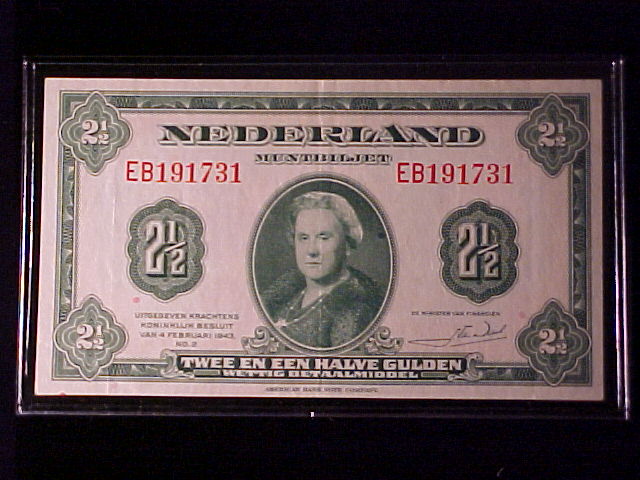 2½ 2½
NEDERLAND
MUNTBILJET
EB191731 EB191731
2½ 2½
UITGEGEVEN KRACHTENS
KONINKLIJK BESLUIT
VAN 4 FEBRUARI 1943,
NO. 2
DE MINISTER VAN FINANCIEN
2½ 2½
TWEE EN EEN HALVE GULDEN
WETTIG BETAALMIDDEL
AMERICAN BANK NOTE COMPANY